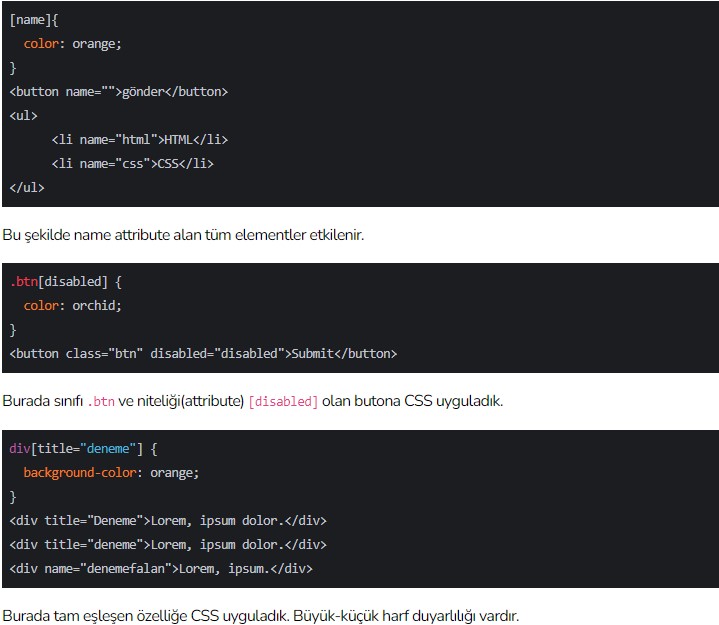 [name]{
  color: orange;
}
<button name="">gönder</button>
<ul>
      <li name="html">HTML</li>
      <li name="css">CSS</li>
</ul>
Bu şekilde name attribute alan tüm elementler etkilenir.
.btn[disabled] {
  color: orchid;
}
<button class="btn" disabled="disabled">Submit</button>
Burada sınıfı .btn ve niteliği(attribute) [disabled] olan butona CSS uyguladık.
div[title="deneme"] {
  background-color: orange;
}
<div title="Deneme">Lorem, ipsum dolor.</div>
<div title="deneme">Lorem, ipsum dolor.</div>
<div name="denemefalan">Lorem, ipsum.</div>
Burada tam eşleşen özelliğe CSS uyguladık. Büyük-küçük harf duyarlılığı vardır.